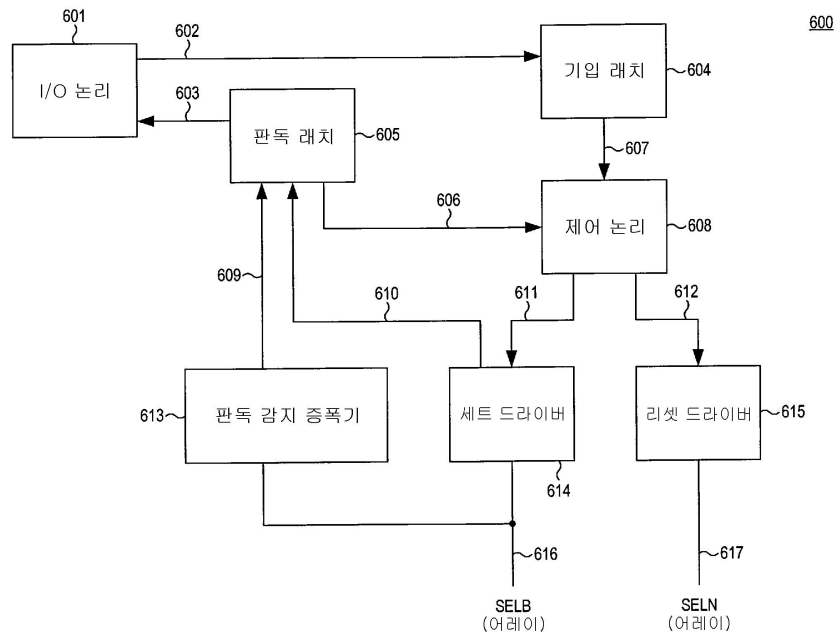 600
601
602
I/O 논리
기입 래치
604
603
판독 래치
605
607
606
제어 논리
608
609
610
611
612
613
판독 감지 증폭기
세트 드라이버
리셋 드라이버
615
614
616
617
SELB
(어레이)
SELN
(어레이)